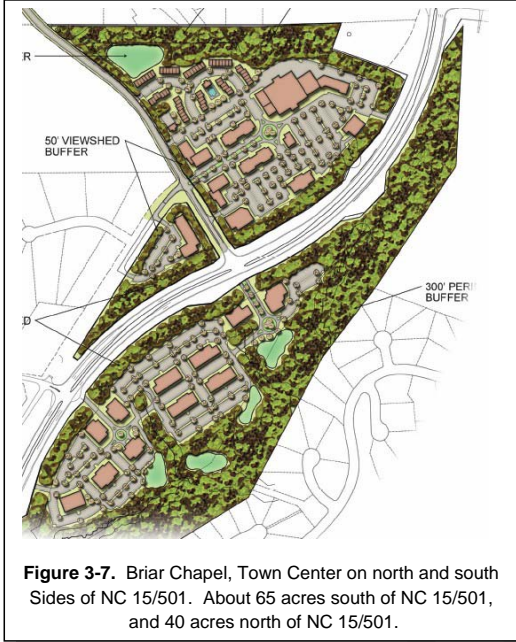 ER
50' VIEWSHED
BUFFER
300' PERI
BUFFER
ED
Figure 3-7. Briar Chapel, Town Center on north and south
Sides of NC 15/501. About 65 acres south of NC 15/501,
and 40 acres north of NC 15/501.